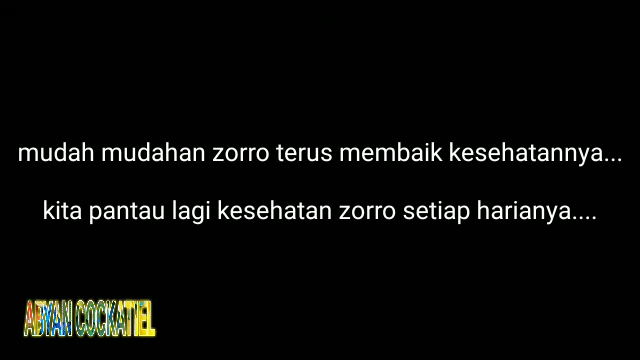 mudah mudahan zorro terus membaik kesehatannya...
kita pantau lagi kesehatan zorro setiap harianya....
ABYAN COCKATIEL